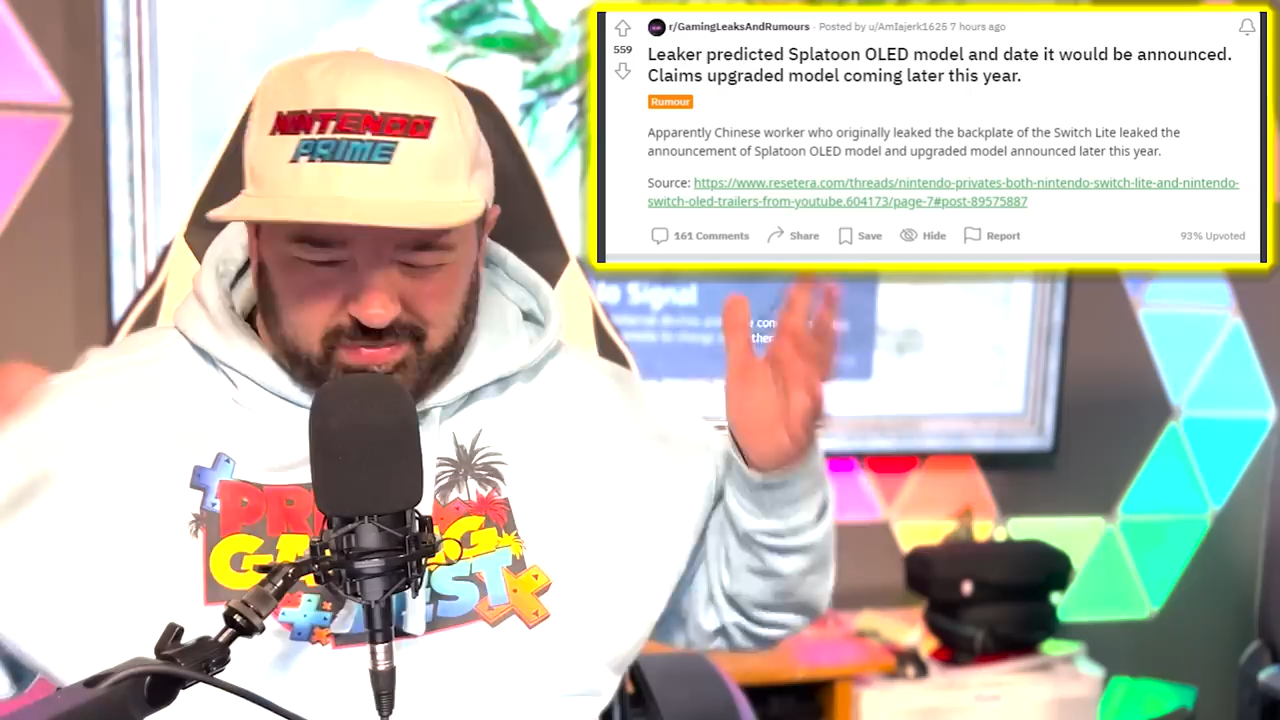 r/GamingLeaksAndRumours · Posted by u/AmIajerk1625 7 hours ago
559
Leaker predicted Splatoon OLED model and date it would be announced.
Claims upgraded model coming later this year.
Rumour
Apparently Chinese worker who originally leaked the backplate of the Switch Lite leaked the
announcement of Splatoon OLED model and upgraded model announced later this year.
Source: https://www.resetera.com/threads/nintendo-privates-both-nintendo-switch-lite-and-nintendo-
switch-oled-trailers-from-youtube.604173/page-7#post-89575887
161 Comments Share Save Hide Report 93% Upvoted
NINTENDO
PRIME
Signal